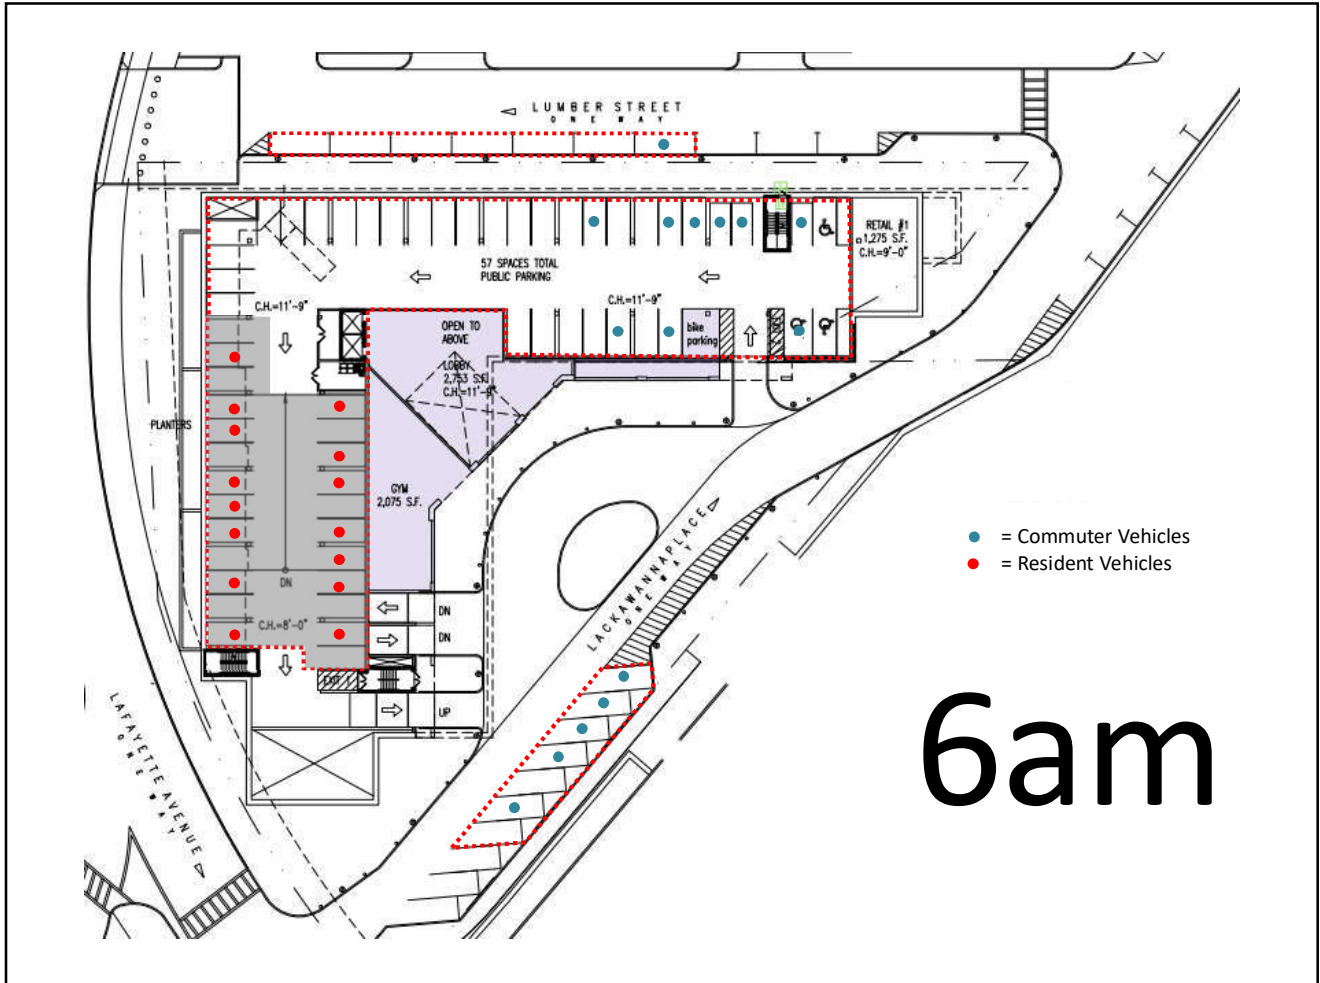 LUMBER STREET
ONE WAY
RETAIL #1
1,275 S.F.
C.H.=9'-0"
57 SPACES TOTAL
PUBLIC PARKING
C.H.=11'-9"
C.H.=11'-9"
OPEN TO
ABOVE
bike
parking
LOBBY
2,753 S.F.
C.H.=11'-9"
PLANTERS
GYM
2,075 S.F.
LACKAWANNA PLACE
ONE WAY
= Commuter Vehicles
= Resident Vehicles
DN
DN
C.H.=8'-0"
DN
EXIT
UP
LAFAYETTE AVENUE
ONE WAY
6am